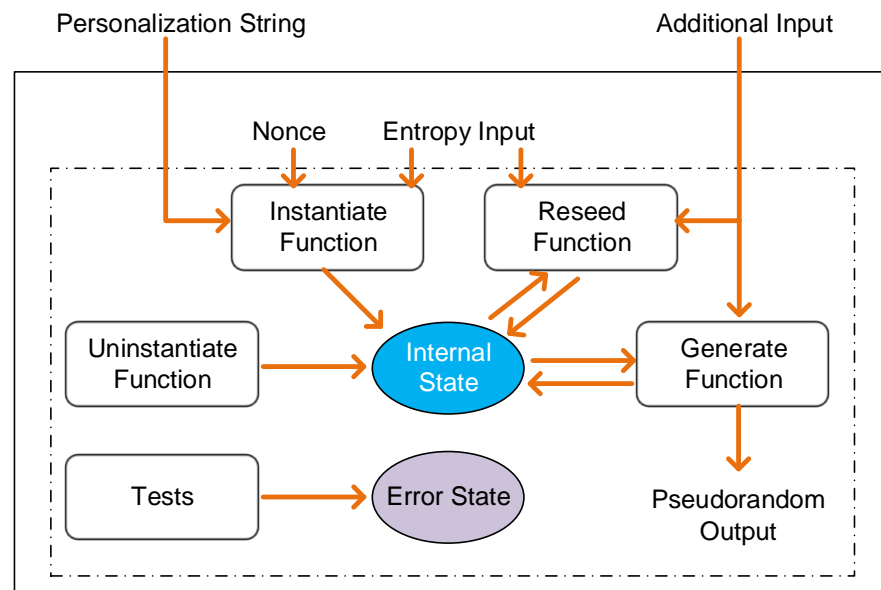 Personalization String
Additional Input
Nonce
Entropy Input
Instantiate
Function
Reseed
Function
Uninstantiate
Function
Internal
State
Generate
Function
Tests
Error State
Pseudorandom
Output